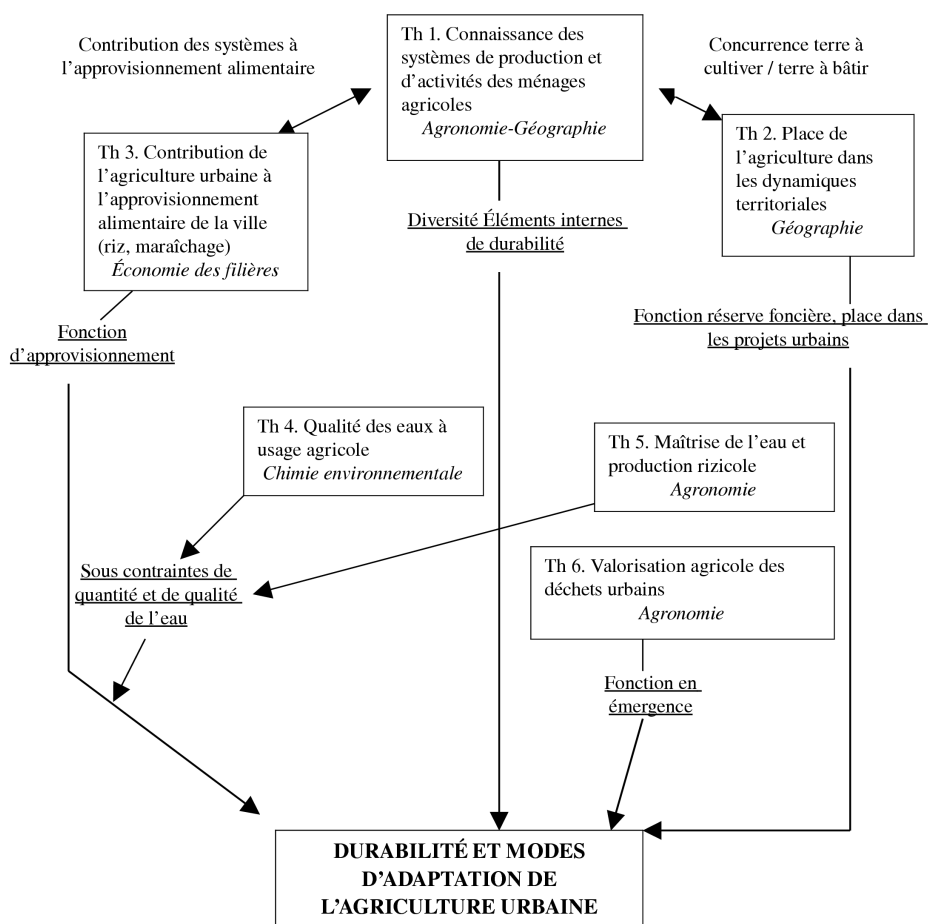 Contribution des systèmes à
l'approvisionnement alimentaire
Th 1. Connaissance des
systèmes de production et
d'activités des ménages
agricoles
Agronomie-Géographie
Concurrence terre à
cultiver / terre à bâtir
Th 3. Contribution de
l'agriculture urbaine à
l'approvisionnement
alimentaire de la ville
(riz, maraîchage)
Économie des filières
Th 2. Place de
l'agriculture dans
les dynamiques
territoriales
Géographie
Diversité Éléments internes
de durabilité
Fonction
d'approvisionnement
Fonction réserve foncière, place dans
les projets urbains
Th 4. Qualité des eaux à
usage agricole
Chimie environnementale
Th 5. Maîtrise de l'eau et
production rizicole
Agronomie
Sous contraintes de
quantité et de qualité
de l'eau
Th 6. Valorisation agricole des
déchets urbains
Agronomie
Fonction en
émergence
DURABILITÉ ET MODES
D'ADAPTATION DE
L'AGRICULTURE URBAINE